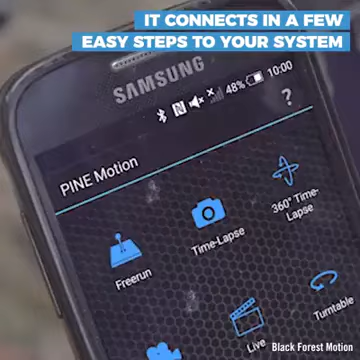 IT CONNECTS IN A FEW
EASY STEPS TO YOUR SYSTEM
SAMSUNG
48% 10:00
?
PINE Motion
360° Time-
Lapse
Time-Lapse
Freerun
Turntable
Live
Black Forest Motion